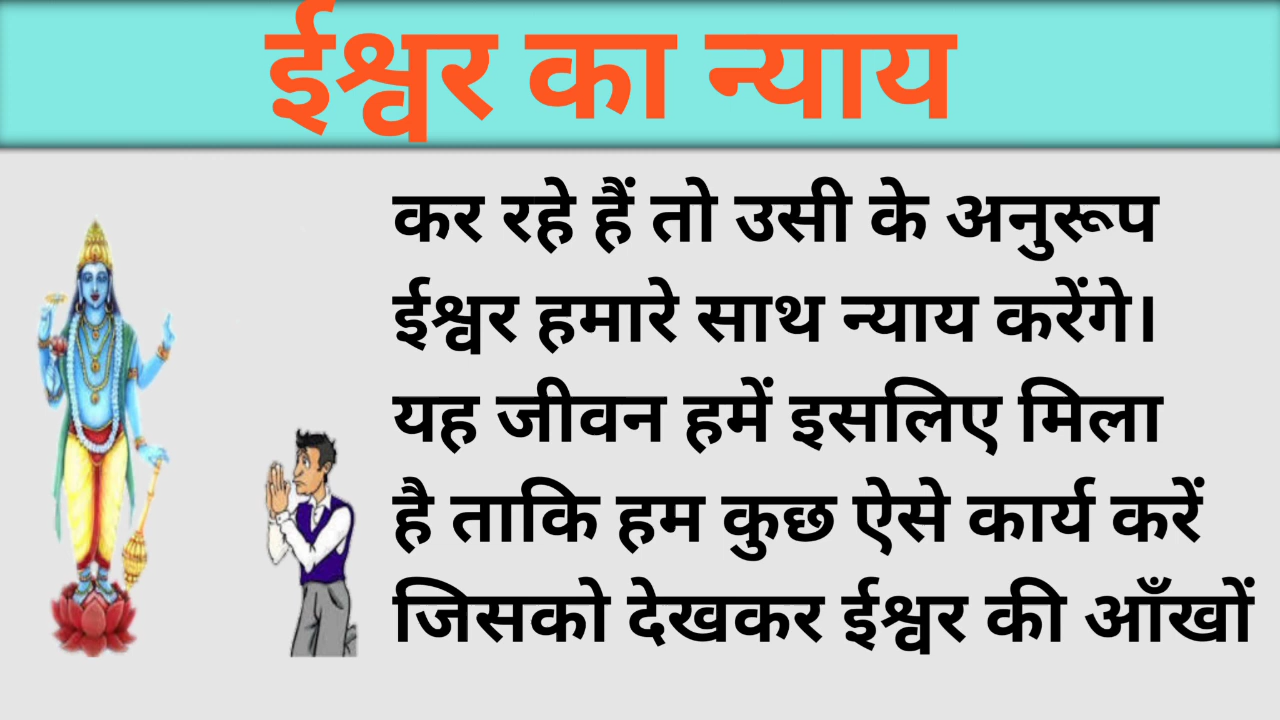 ईश्वर का न्याय
कर रहे हैं तो उसी के अनुरूप
ईश्वर हमारे साथ न्याय करेंगे।
यह जीवन हमें इसलिए मिला
है ताकि हम कुछ ऐसे कार्य करें
जिसको देखकर ईश्वर की आँखों